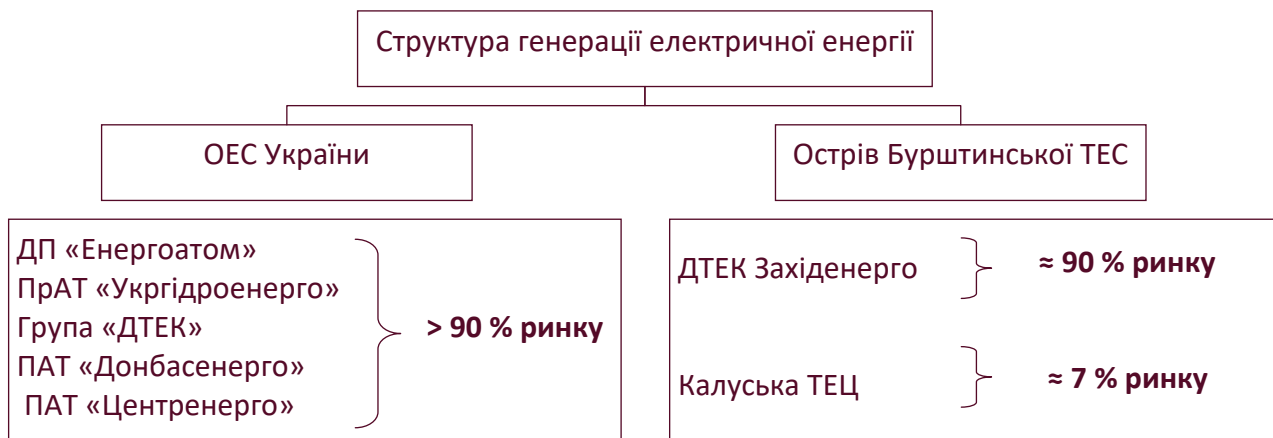 Структура генерації електричної енергії
ОЕС України
Острів Бурштинської ТЕС
ДП «Енергоатом»
ПрАТ «Укргідроенерго»
Група «ДТЕК»
ПАТ «Донбасенерго»
ПАТ «Центренерго»
> 90 % ринку
ДТЕК Західенерго
≈ 90 % ринку
Калуська ТЕЦ
≈ 7 % ринку